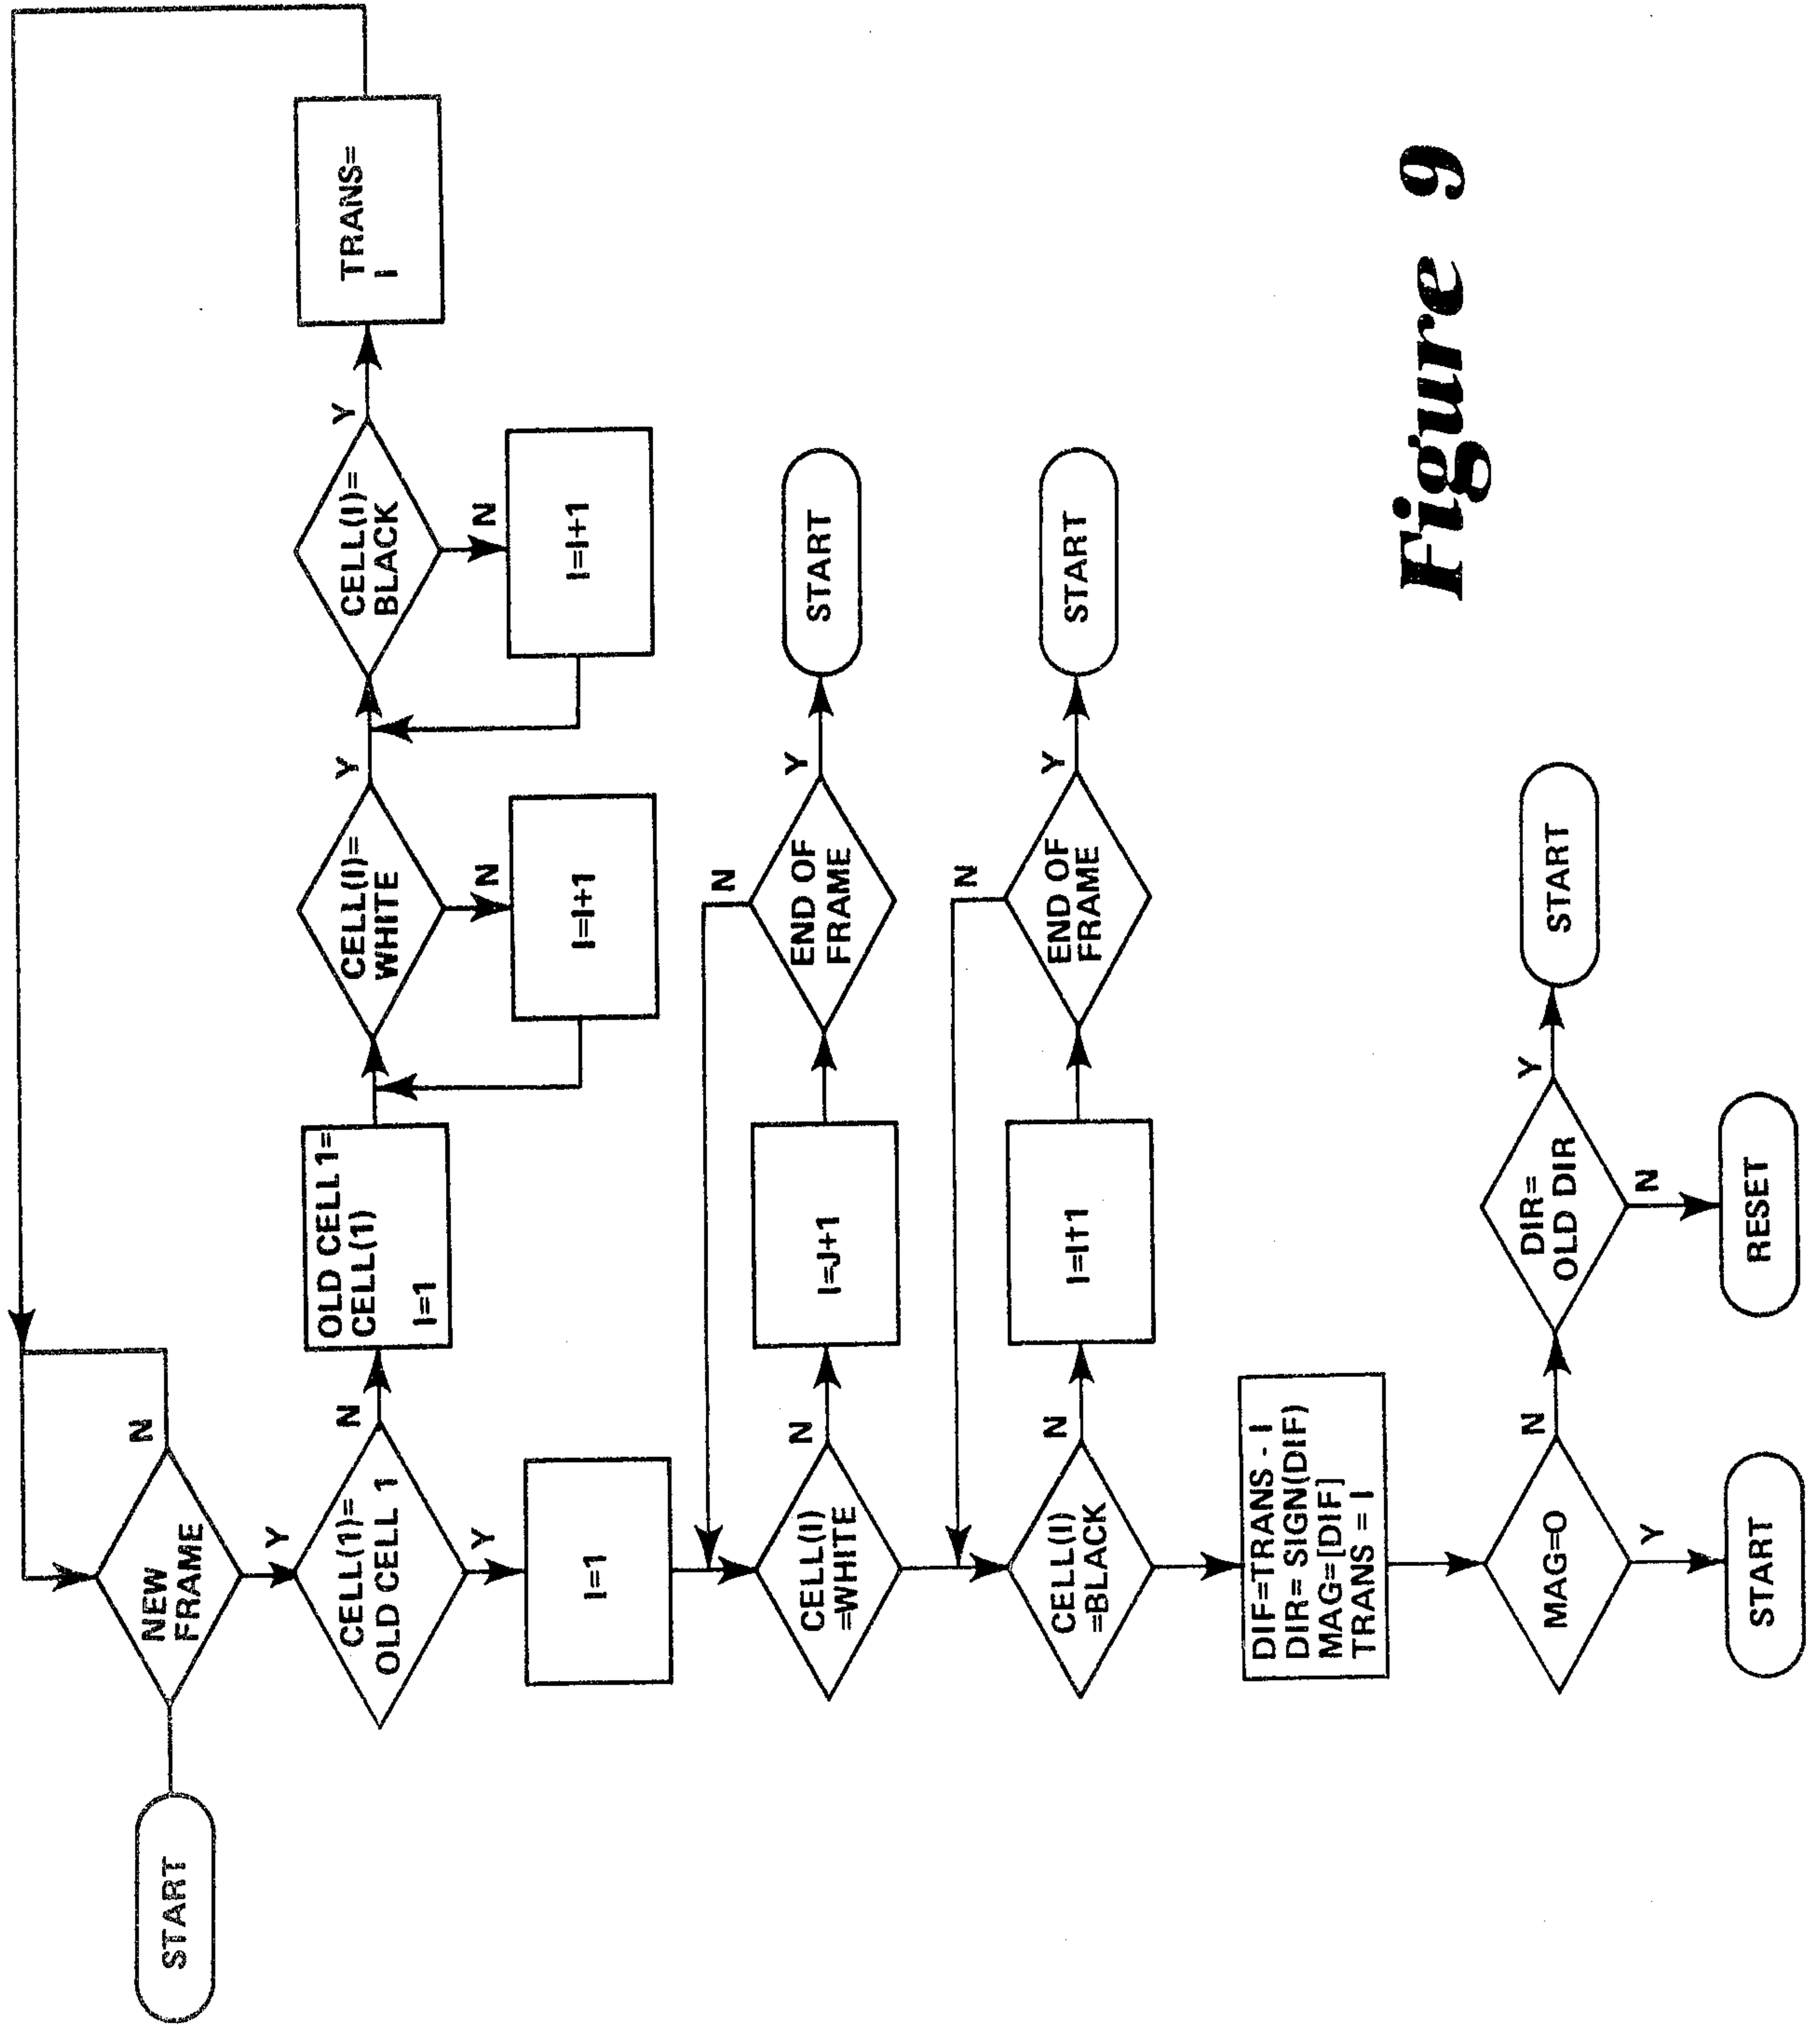 START
NEW
FRAME
N
Y
CELL(1)=
OLD CELL 1
N
OLD CELL1=
CELL(1)
I=1
CELL(I)=
WHITE
Y
N
I=I+1
CELL(I)=
BLACK
Y
N
I=I+1
TRANS=
I
Y
I=1
CELL(I)
=WHITE
N
I=J+1
END OF
FRAME
N
Y
START
CELL(I)
=BLACK
N
I=I+1
END OF
FRAME
N
Y
START
DIF=TRANS - I
DIR= SIGN(DIF)
MAG=[DIF]
TRANS = I
MAG=O
N
Y
START
DIR=
OLD DIR
Y
START
N
RESET
Figure 9